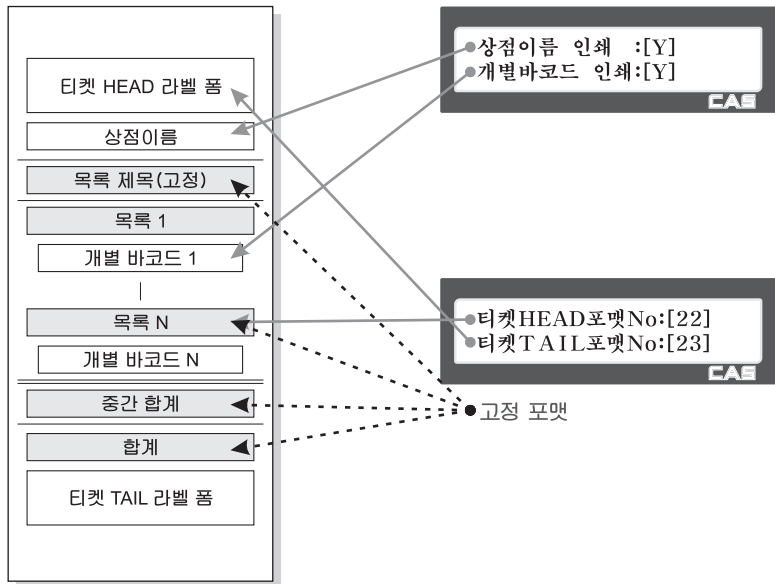 티켓 HEAD 라벨 폼
상점이름
목록 제목(고정)
목록 1
개별 바코드 1
목록 N
개별 바코드 N
중간 합계
합계
티켓 TAIL 라벨 폼
상점이름 인쇄 :[Y]
개별바코드 인쇄:[Y]
CAS
티켓HEAD포맷No:[22]
티켓TAIL포맷No:[23]
CAS
고정 포맷